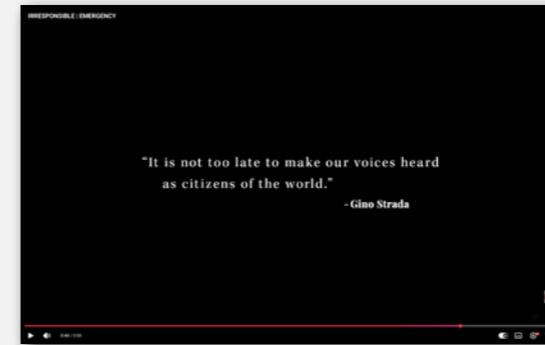 IRRESPONSIBLE | EMERGENCY
“It is not too late to make our voices heard
as citizens of the world.”
- Gino Strada